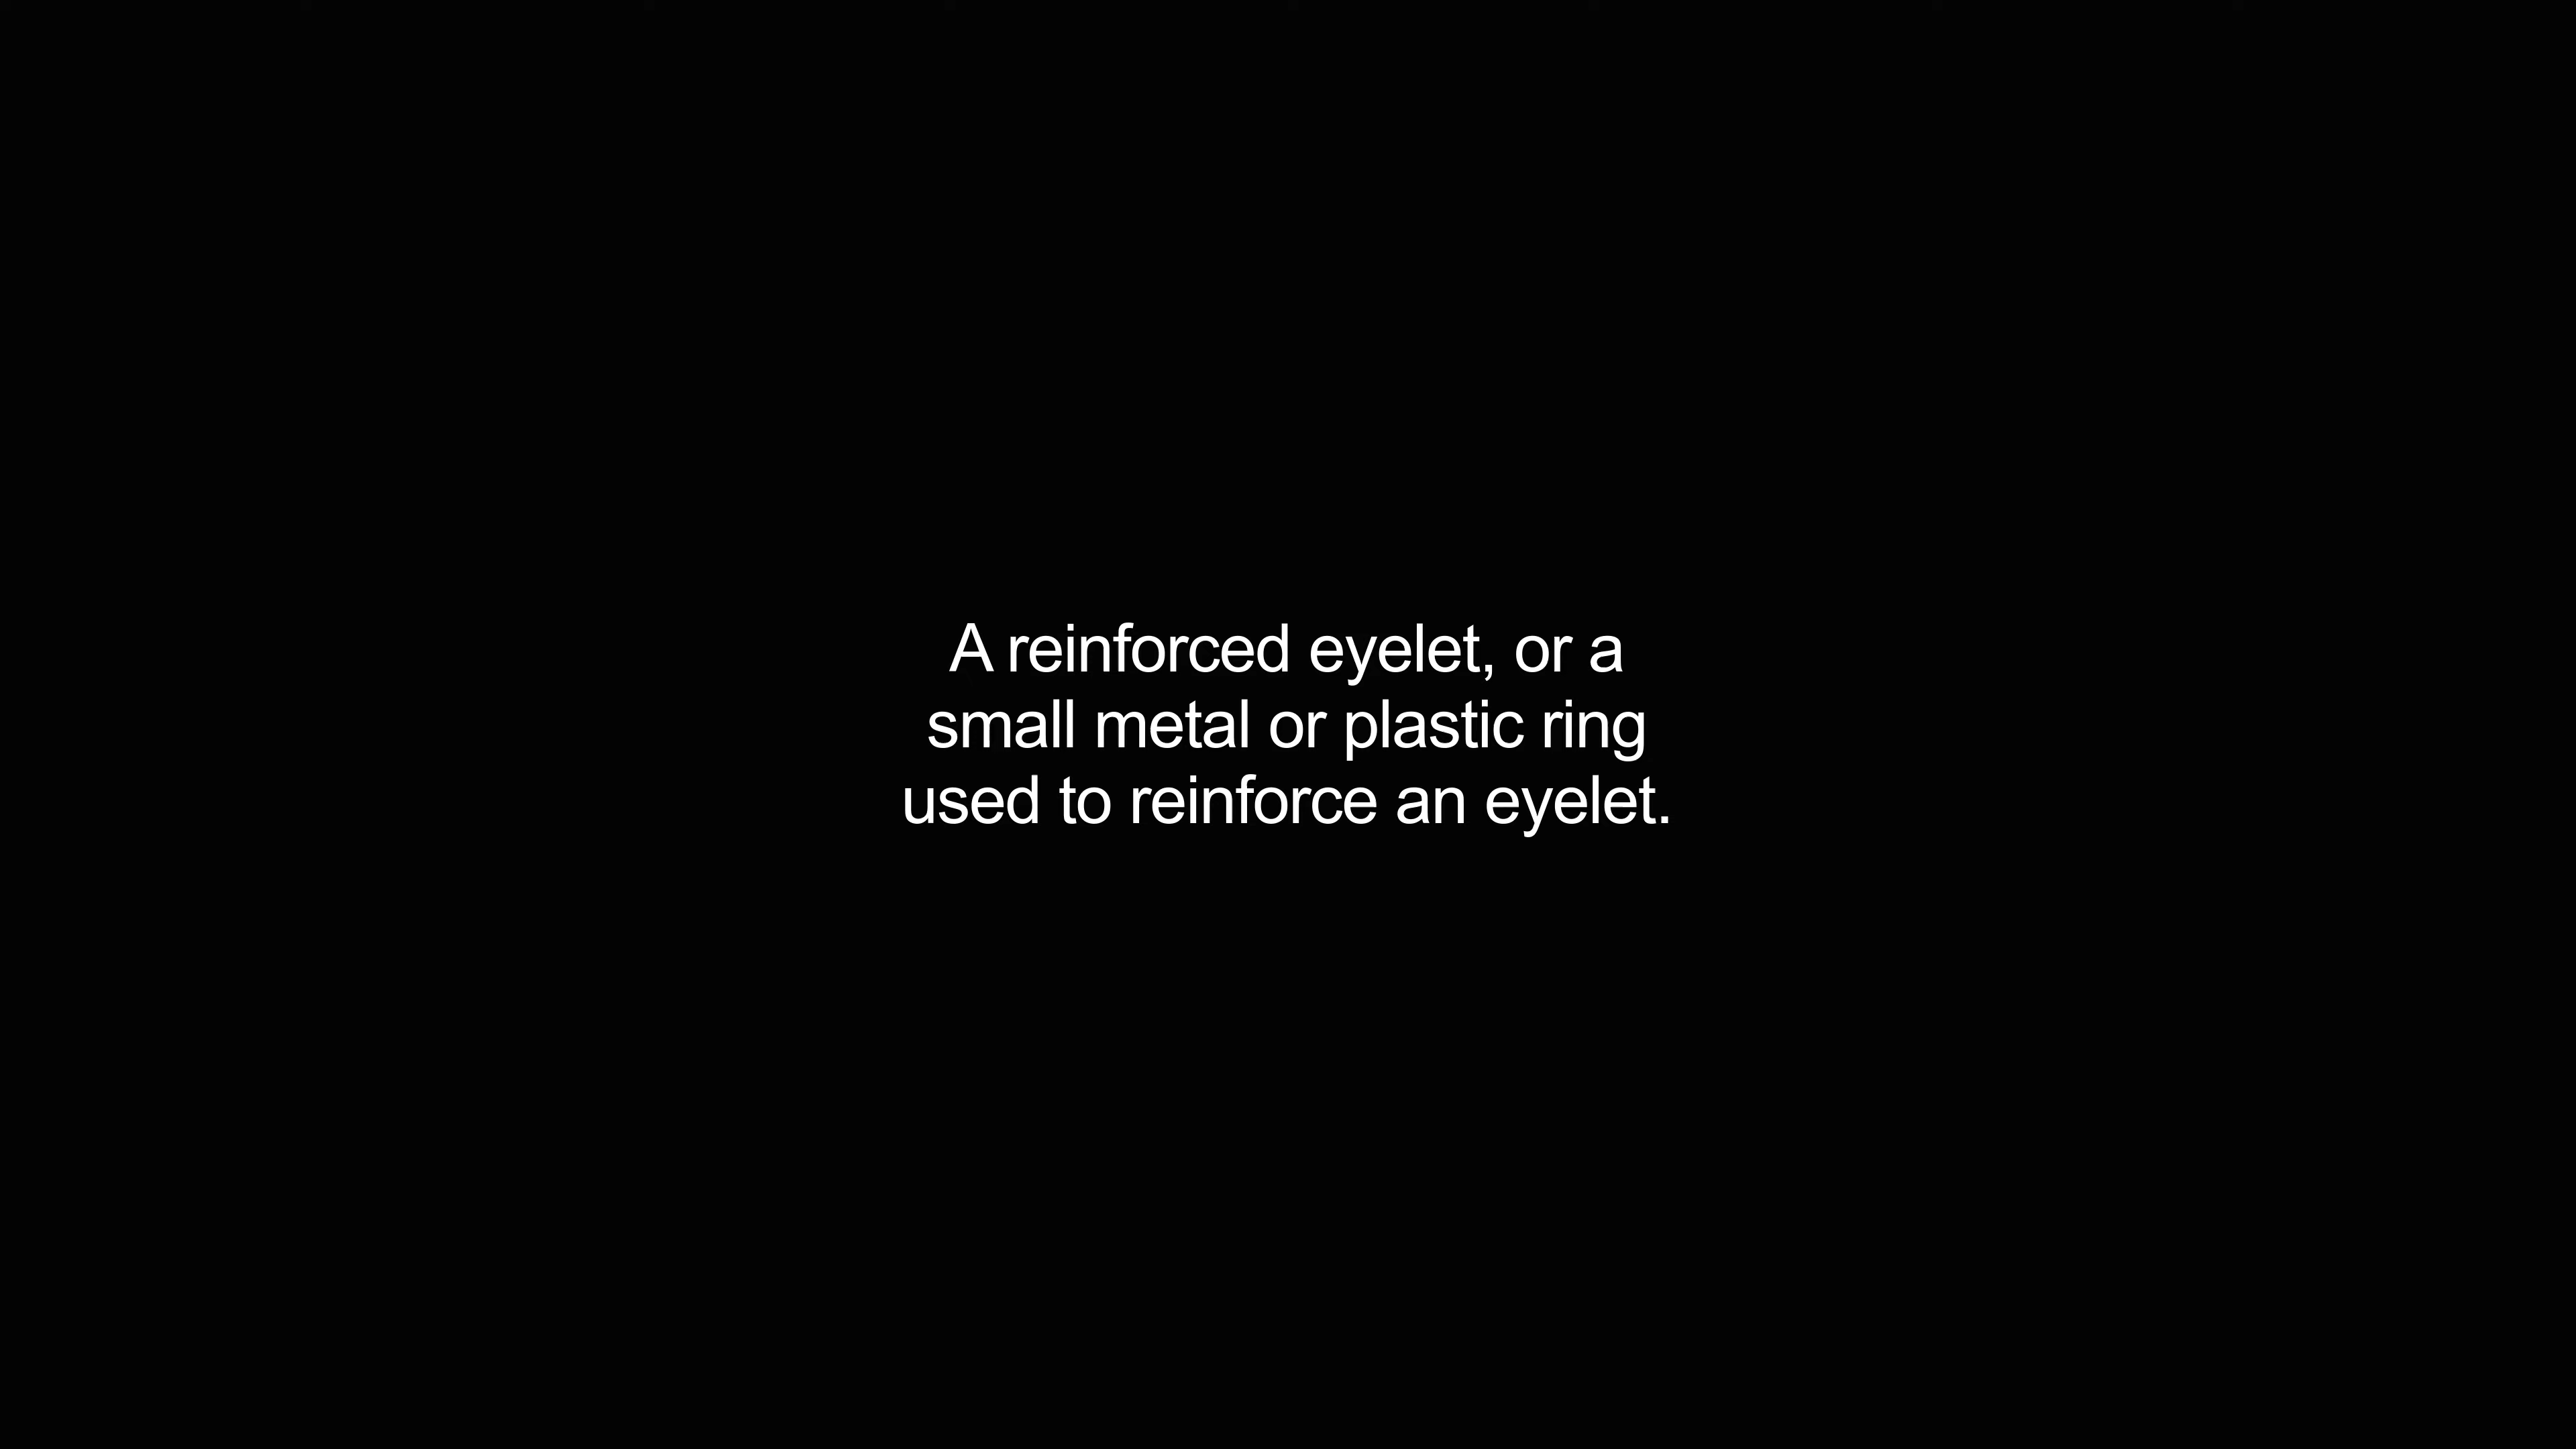 A reinforced eyelet, or a
small metal or plastic ring
used to reinforce an eyelet.